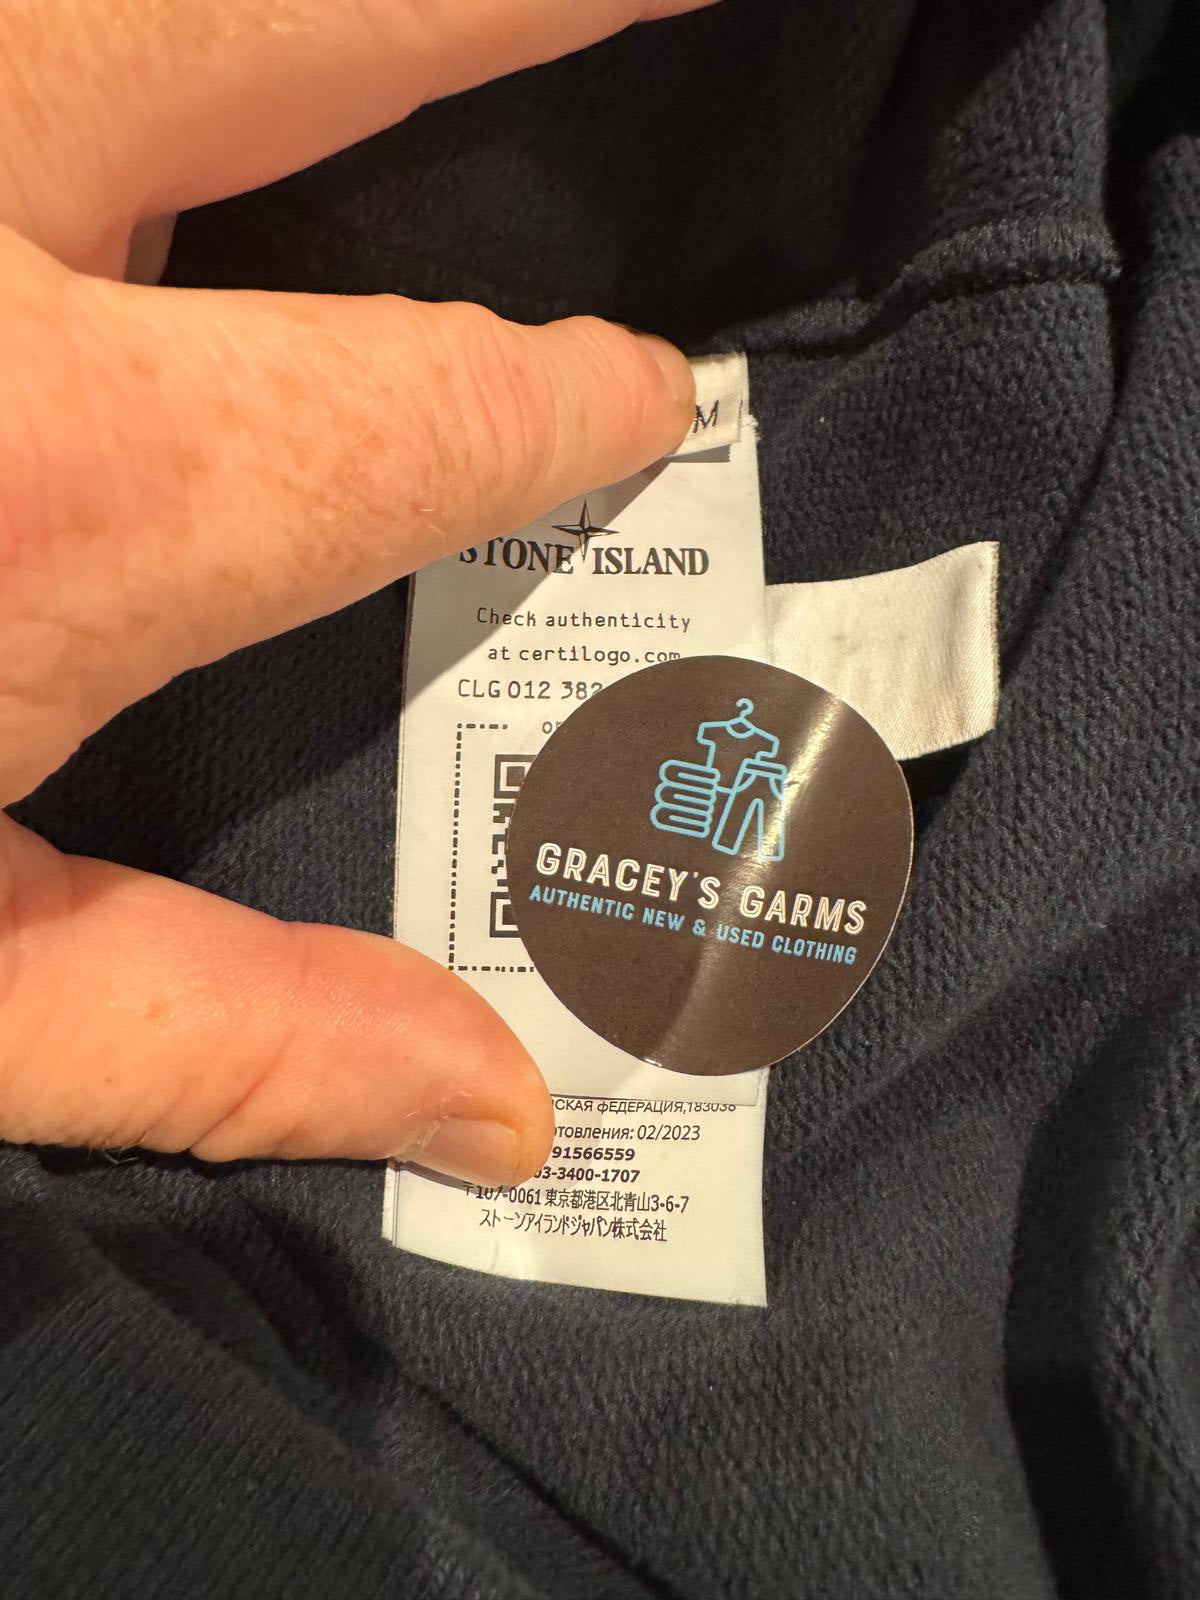 M
STONE ISLAND
Check authenticity
at certilogo.com
CLG 012 382
or
GRACEY'S GARMS
AUTHENTIC NEW & USED CLOTHING
ФЕДЕРАЦИЯ,183038
02/2023
91566559
03-3400-1707
〒107-0061 東京都港区北青山3-6-7
ストーンアイランドジャパン株式会社